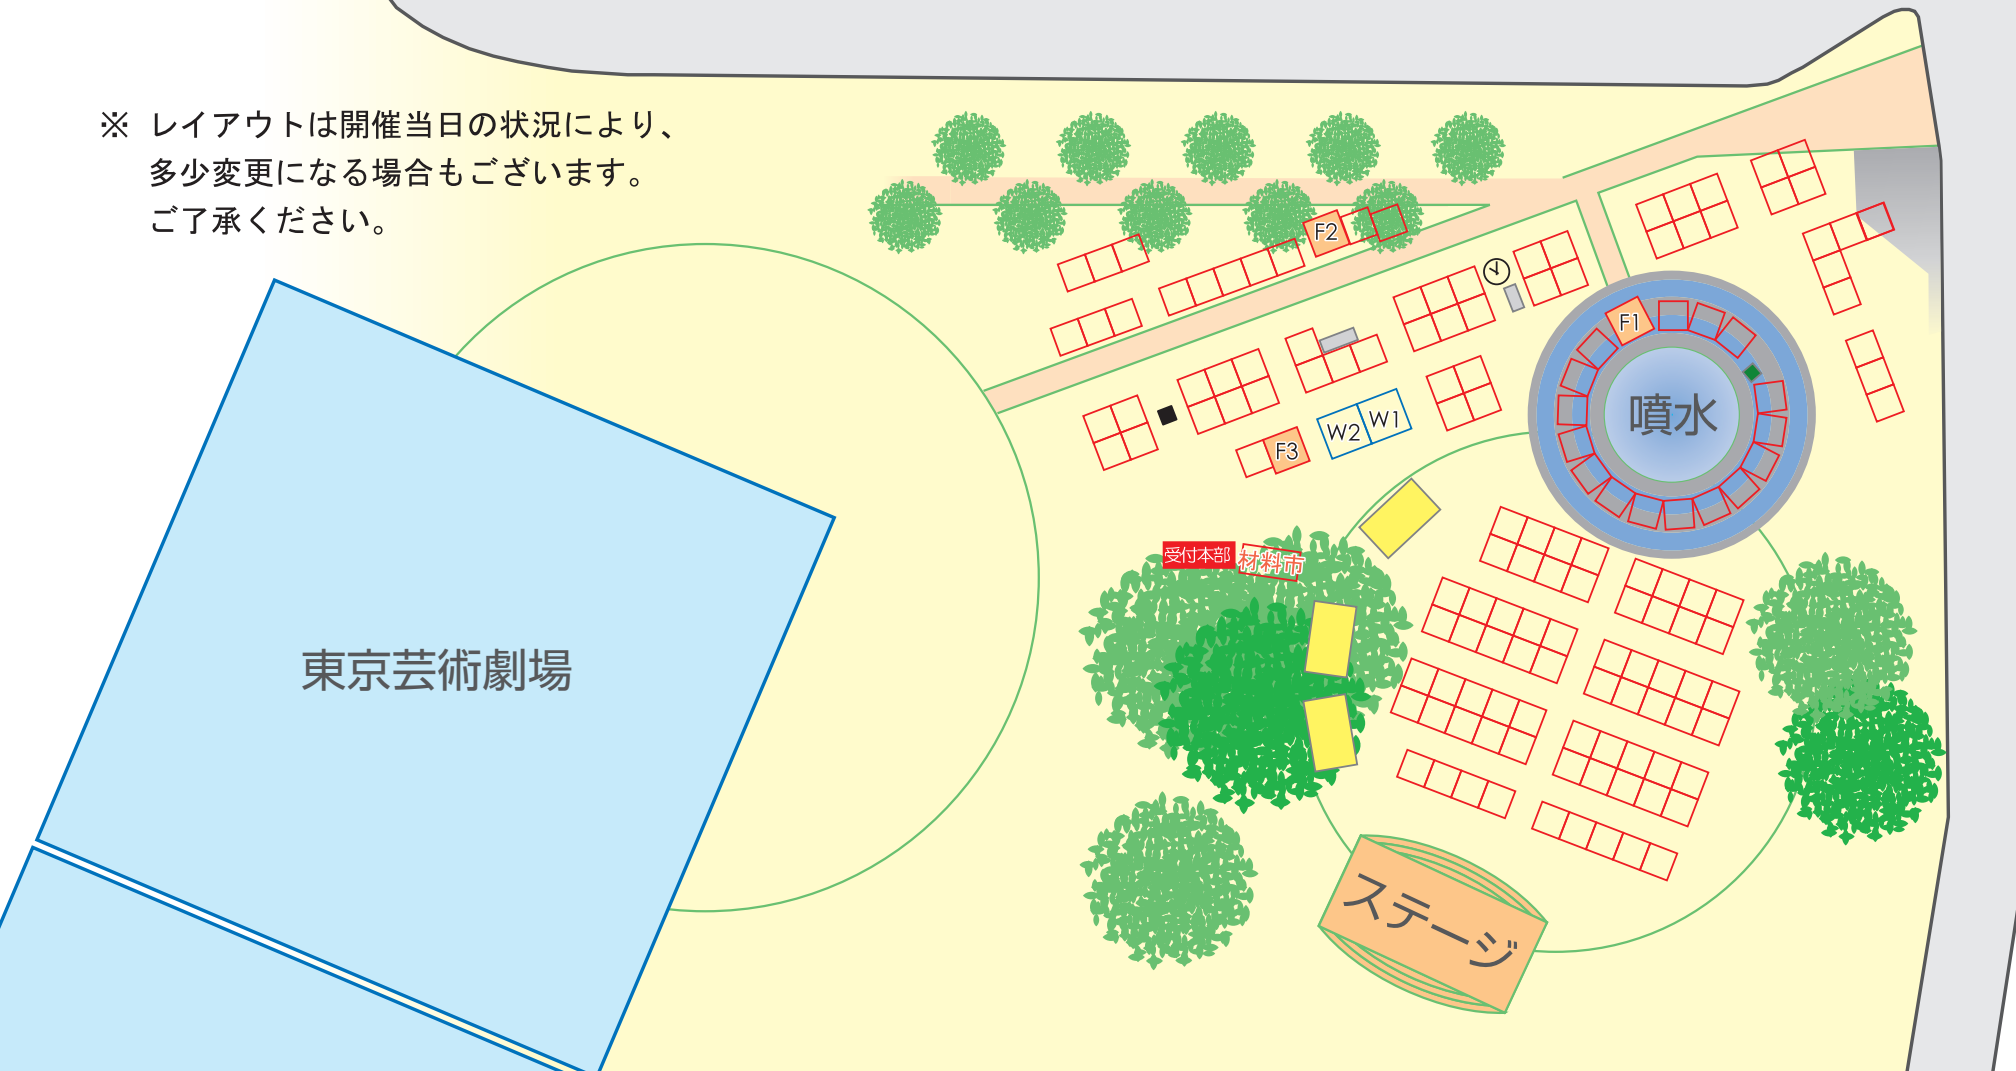 ※ レイアウトは開催当日の状況により、
多少変更になる場合もございます。
ご了承ください。
F2
F1
噴水
W2 W1
F3
受付本部
材料市
東京芸術劇場
ステージ